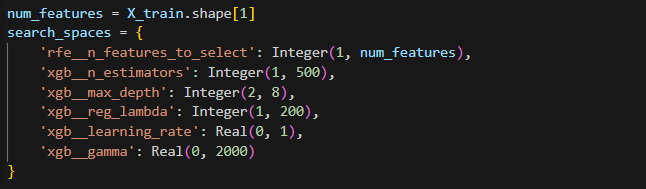 num_features = X_train.shape[1]
search_spaces = {
    'rfe__n_features_to_select': Integer(1, num_features),
    'xgb__n_estimators': Integer(1, 500),
    'xgb__max_depth': Integer(2, 8),
    'xgb__reg_lambda': Integer(1, 200),
    'xgb__learning_rate': Real(0, 1),
    'xgb__gamma': Real(0, 2000)
}